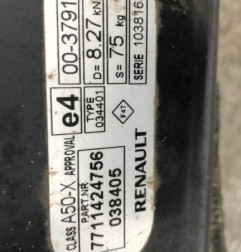 CLASS A50-X APPROVAL e4 00-3791
PART.NR
7711424756
TYPE
034401
D= 8.27 kN
038405
F47
S= 75 kg
RENAULT
SERIE 103816